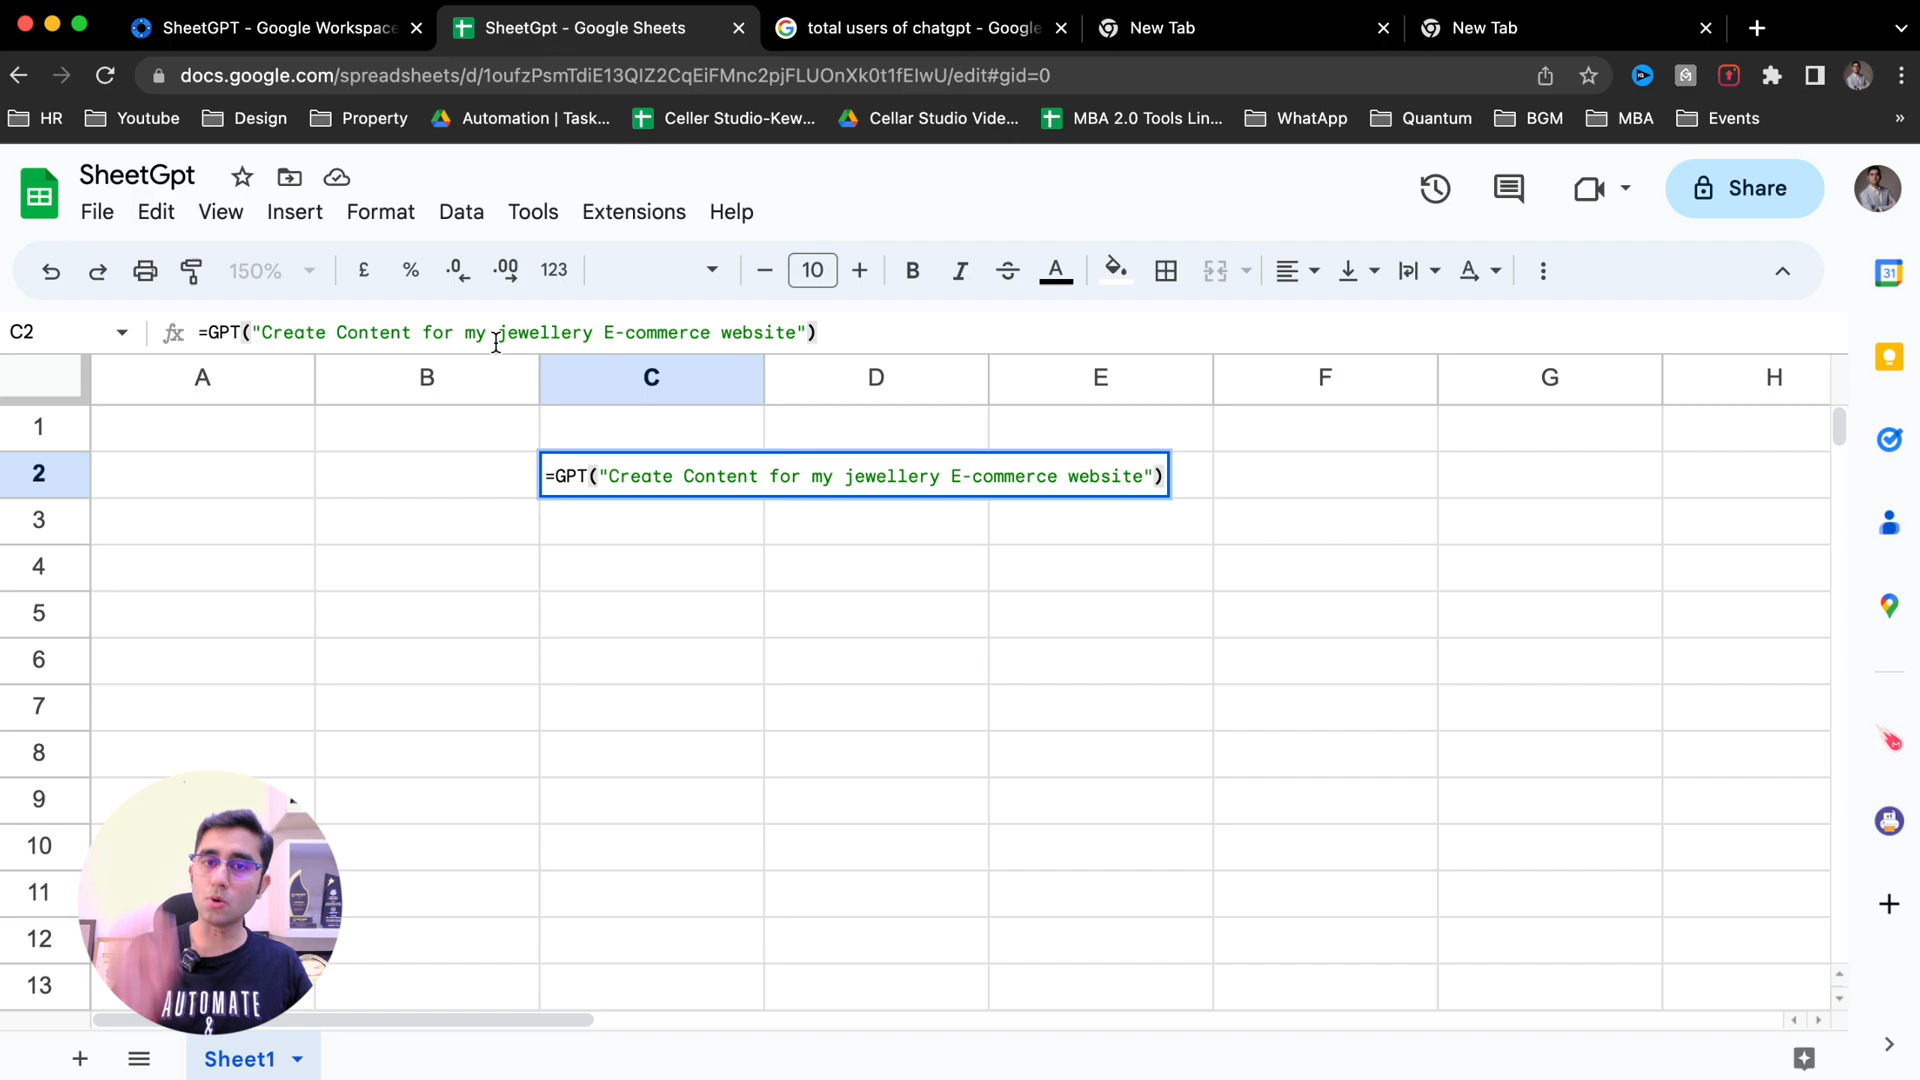 SheetGPT - Google Workspace
SheetGpt - Google Sheets
total users of chatgpt - Google
New Tab
New Tab
docs.google.com/spreadsheets/d/1oufzPsmTdiE13QIZ2CqEiFMnc2pjFLUOnXk0t1fEIwU/edit#gid=0
HR
Youtube
Design
Property
Automation | Task...
Celler Studio-Kew...
Cellar Studio Vide...
MBA 2.0 Tools Lin...
WhatApp
Quantum
BGM
MBA
Events
»
SheetGpt
Share
File Edit View Insert Format Data Tools Extensions Help
150% £ % .0 .00 123 10 B I A
C2 fx =GPT("Create Content for my jewellery E-commerce website")
A B C D E F G H
1
2 =GPT("Create Content for my jewellery E-commerce website")
3
4
5
6
7
8
9
10
11
12
13
AUTOMATE
&
Sheet1
31